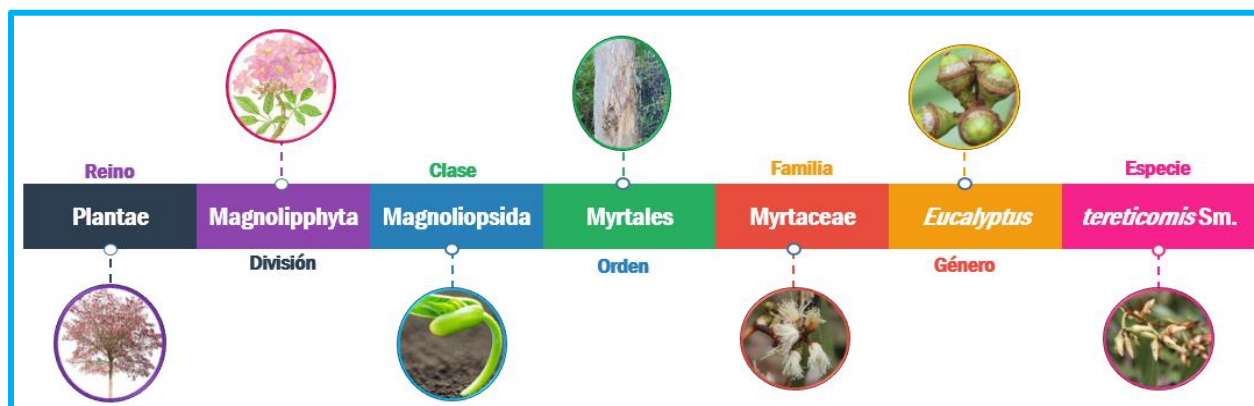 Reino
Clase
Familia
Especie
Plantae
Magnolipphyta
Magnoliopsida
Myrtales
Myrtaceae
Eucalyptus
tereticornis Sm.
División
Orden
Género